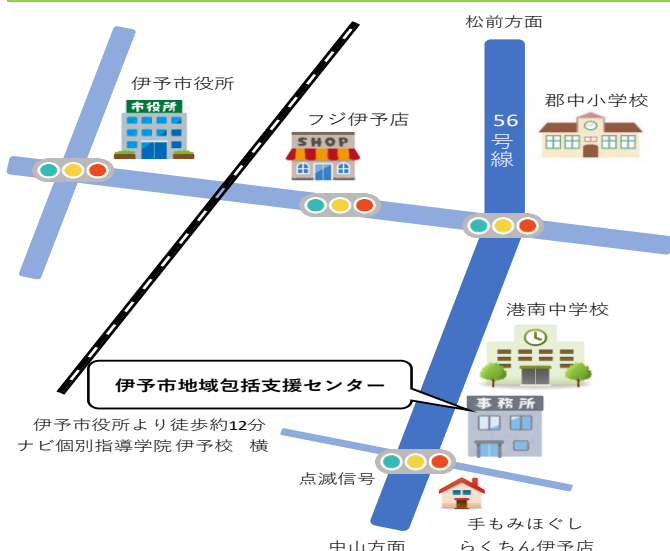 松前方面
伊予市役所
市役所
フジ伊予店
SHOP
56
号
線
郡中小学校
港南中学校
伊予市地域包括支援センター
事務所
伊予市役所より徒歩約12分
ナビ個別指導学院 伊予校 横
点滅信号
手もみほぐし
らくちん伊予店
中山方面